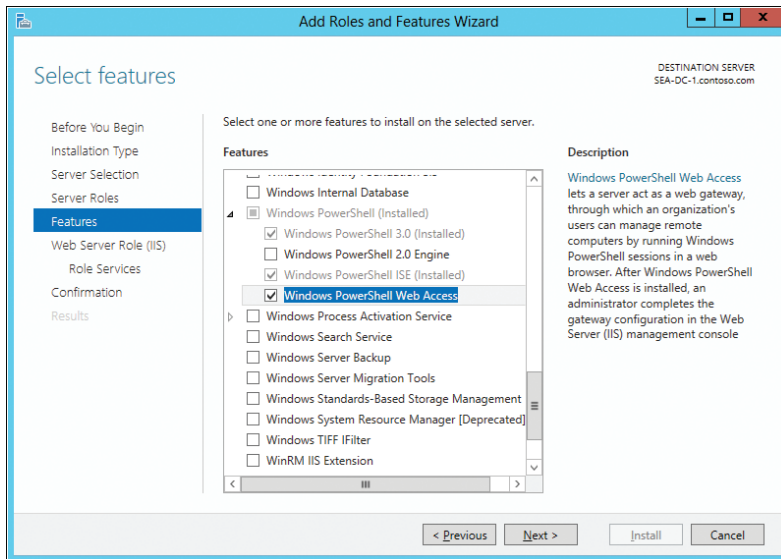 Add Roles and Features Wizard
Select features
DESTINATION SERVER
SEA-DC-1.contoso.com
Before You Begin
Installation Type
Server Selection
Server Roles
Features
Web Server Role (IIS)
Role Services
Confirmation
Results
Select one or more features to install on the selected server.
Features
Windows Internal Database
Windows PowerShell (Installed)
Windows PowerShell 3.0 (Installed)
Windows PowerShell 2.0 Engine
Windows PowerShell ISE (Installed)
Windows PowerShell Web Access
Windows Process Activation Service
Windows Search Service
Windows Server Backup
Windows Server Migration Tools
Windows Standards-Based Storage Management
Windows System Resource Manager [Deprecated]
Windows TIFF IFilter
WinRM IIS Extension
Description
Windows PowerShell Web Access
lets a server act as a web gateway,
through which an organization's
users can manage remote
computers by running Windows
PowerShell sessions in a web
browser. After Windows PowerShell
Web Access is installed, an
administrator completes the
gateway configuration in the Web
Server (IIS) management console
< Previous
Next >
Install
Cancel